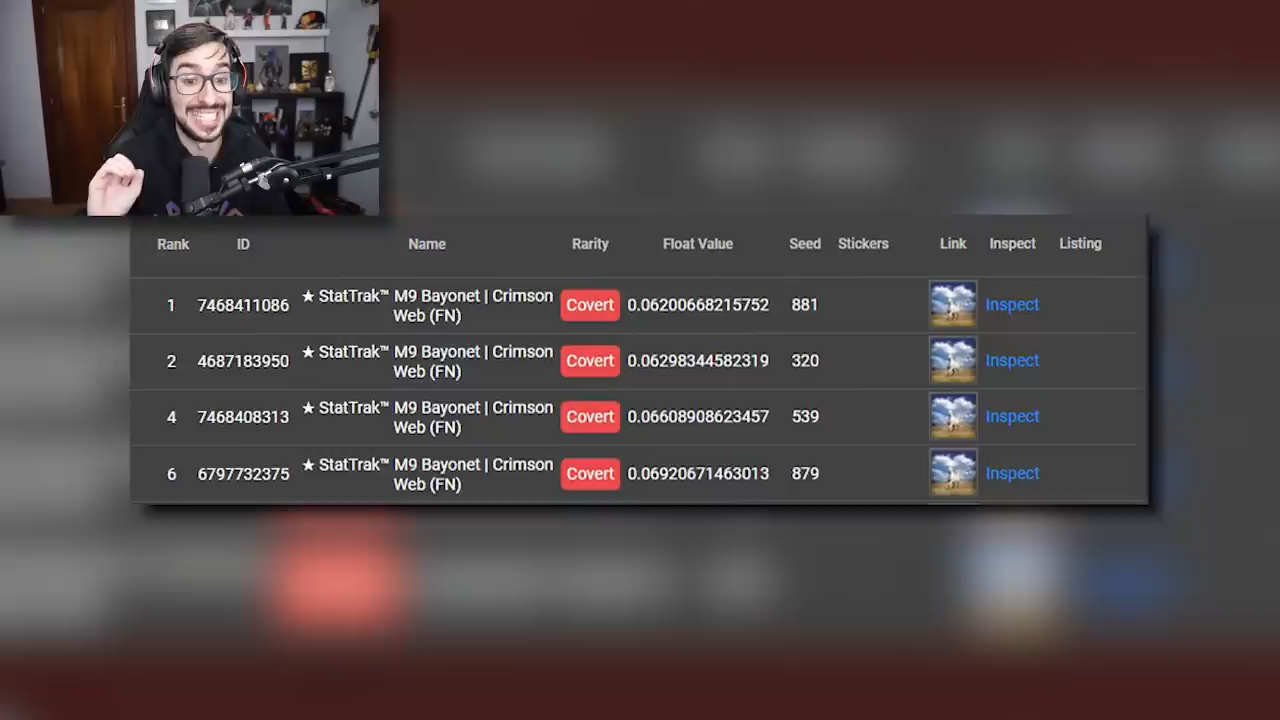 Rank ID Name Rarity Float Value Seed Stickers Link Inspect Listing
1 7468411086 ★ StatTrak™ M9 Bayonet | Crimson Web (FN) Covert 0.06200668215752 881 Inspect
2 4687183950 ★ StatTrak™ M9 Bayonet | Crimson Web (FN) Covert 0.06298344582319 320 Inspect
4 7468408313 ★ StatTrak™ M9 Bayonet | Crimson Web (FN) Covert 0.06608908623457 539 Inspect
6 6797732375 ★ StatTrak™ M9 Bayonet | Crimson Web (FN) Covert 0.06920671463013 879 Inspect